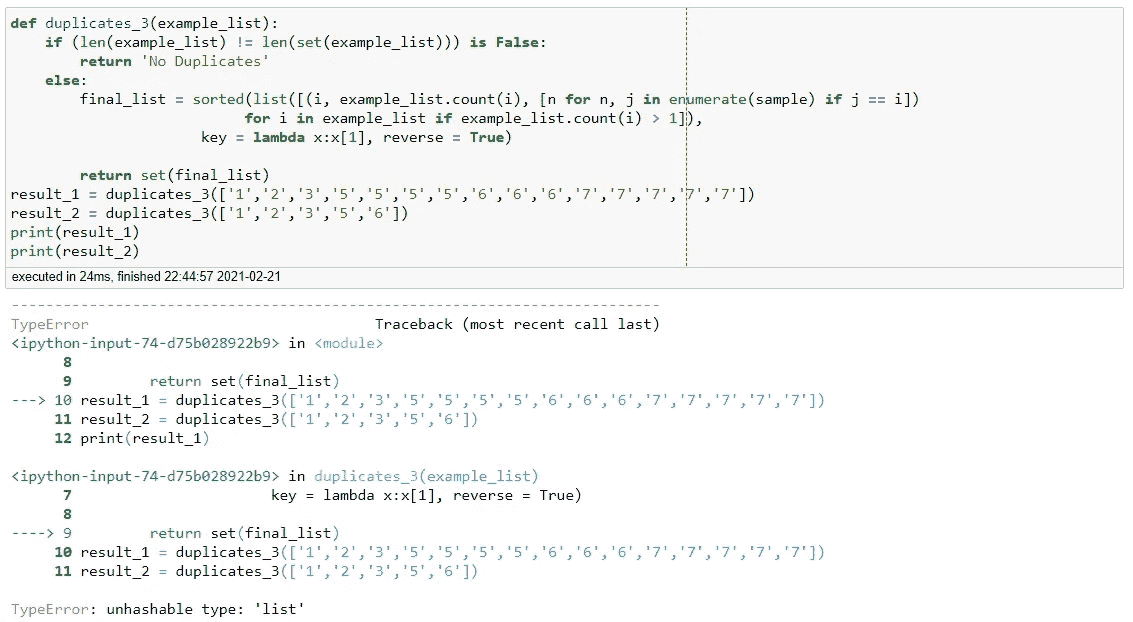 def duplicates_3(example_list):
    if (len(example_list) != len(set(example_list))) is False:
        return 'No Duplicates'
    else:
        final_list = sorted(list([(i, example_list.count(i), [n for n, j in enumerate(sample) if j == i])
                           for i in example_list if example_list.count(i) > 1]),
                      key = lambda x:x[1], reverse = True)
        return set(final_list)
result_1 = duplicates_3(['1','2','3','5','5','5','5','6','6','6','7','7','7','7','7'])
result_2 = duplicates_3(['1','2','3','5','6'])
print(result_1)
print(result_2)
executed in 24ms, finished 22:44:57 2021-02-21
---------------------------------------------------------------------------
TypeError                                 Traceback (most recent call last)
<ipython-input-74-d75b028922b9> in <module>
      8
      9         return set(final_list)
---> 10 result_1 = duplicates_3(['1','2','3','5','5','5','5','6','6','6','7','7','7','7','7'])
     11 result_2 = duplicates_3(['1','2','3','5','6'])
     12 print(result_1)
<ipython-input-74-d75b028922b9> in duplicates_3(example_list)
      7                       key = lambda x:x[1], reverse = True)
      8
----> 9         return set(final_list)
     10 result_1 = duplicates_3(['1','2','3','5','5','5','5','6','6','6','7','7','7','7','7'])
     11 result_2 = duplicates_3(['1','2','3','5','6'])
TypeError: unhashable type: 'list'